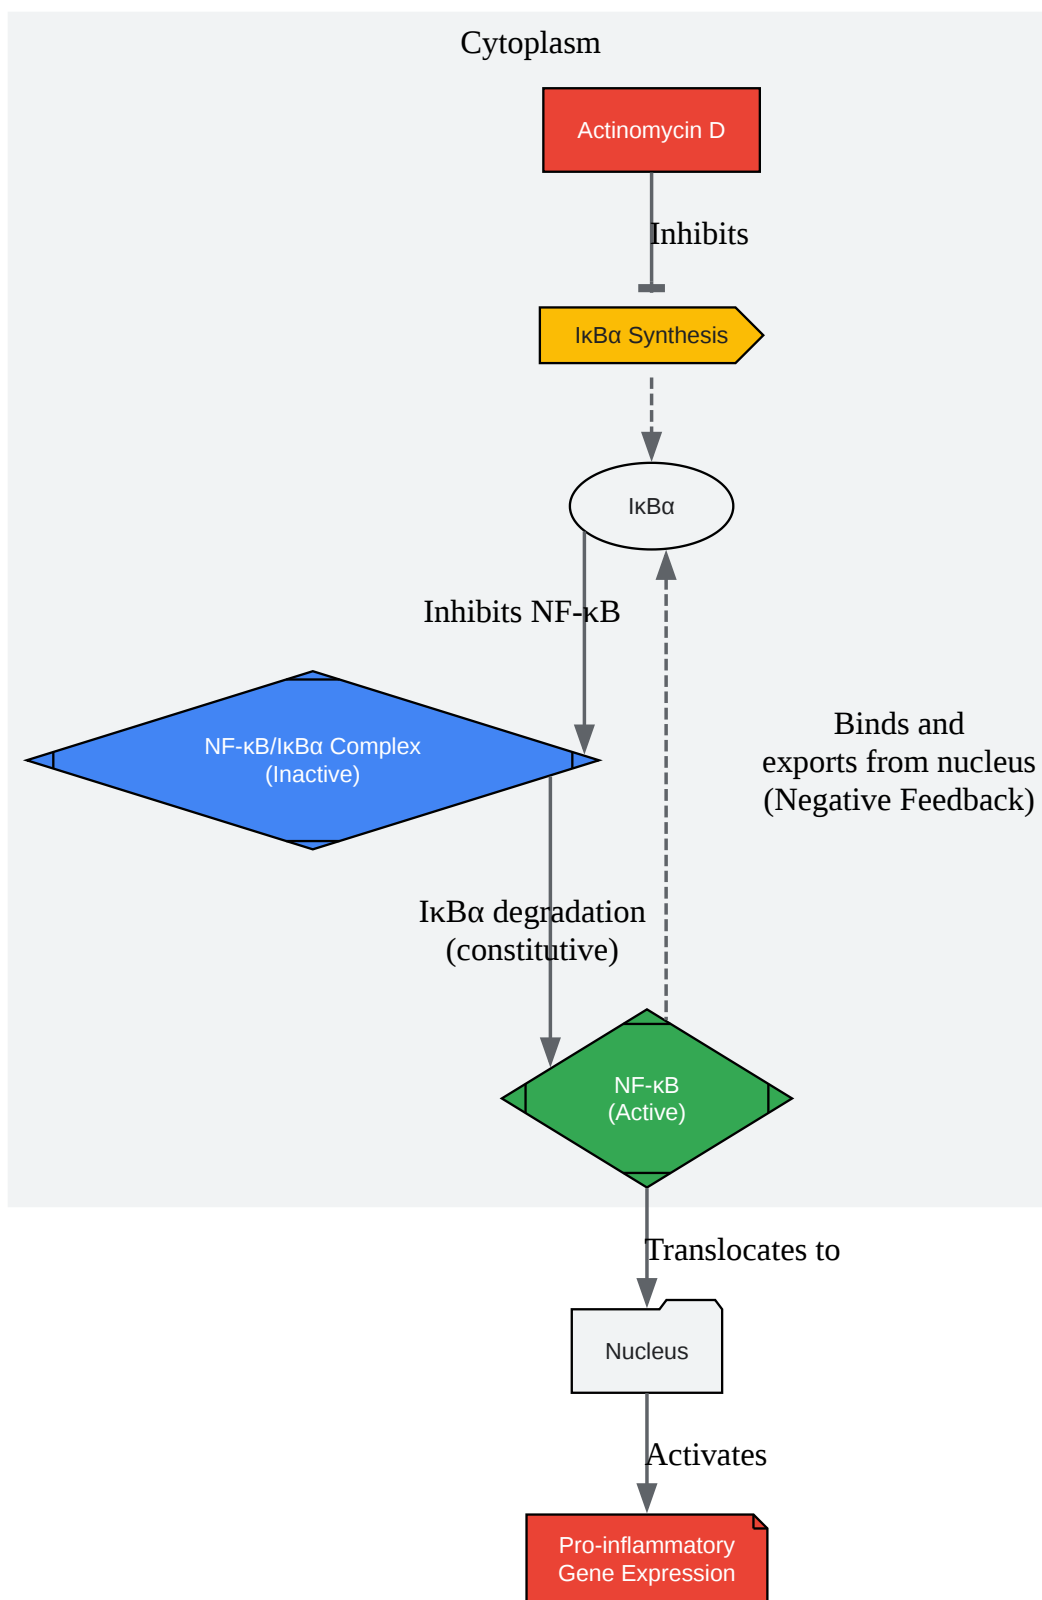 Cytoplasm
Actinomycin D
Inhibits
IκBα Synthesis
IκBα
Inhibits NF-κB
NF-κB/IκBα Complex
(Inactive)
Binds and
exports from nucleus
(Negative Feedback)
IκBα degradation
(constitutive)
NF-κB
(Active)
Translocates to
Nucleus
Activates
Pro-inflammatory
Gene Expression